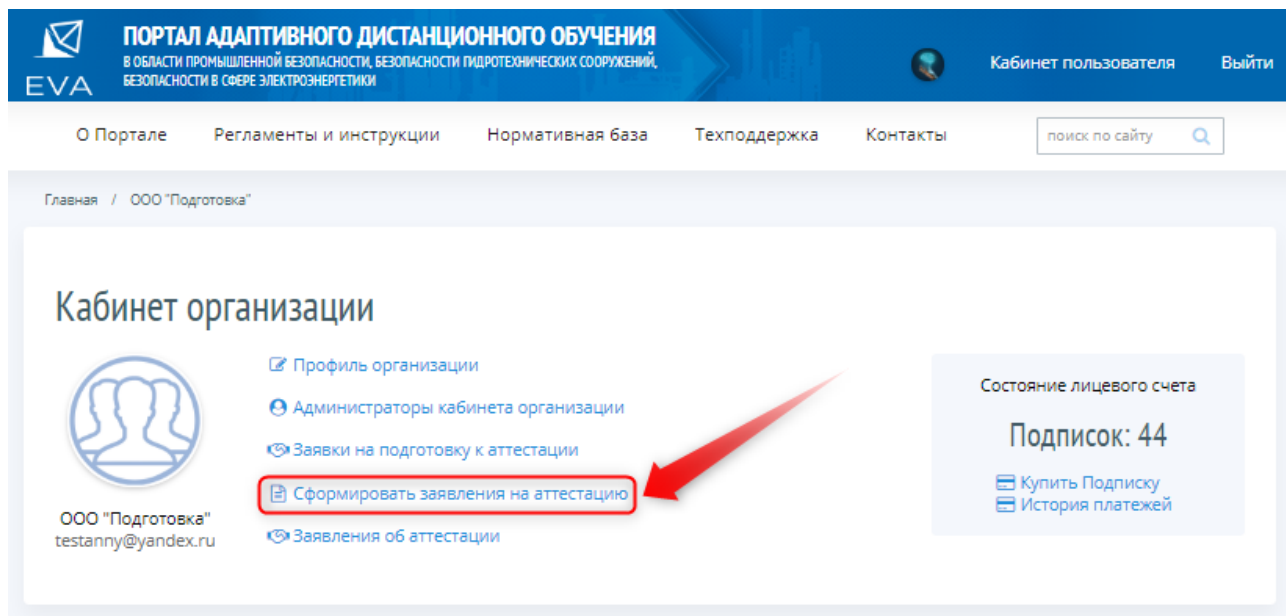 EVA
ПОРТАЛ АДАПТИВНОГО ДИСТАНЦИОННОГО ОБУЧЕНИЯ
В ОБЛАСТИ ПРОМЫШЛЕННОЙ БЕЗОПАСНОСТИ, БЕЗОПАСНОСТИ ГИДРОТЕХНИЧЕСКИХ СООРУЖЕНИЙ,
БЕЗОПАСНОСТИ В СФЕРЕ ЭЛЕКТРОЭНЕРГЕТИКИ
Кабинет пользователя Выйти
О Портале Регламенты и инструкции Нормативная база Техподдержка Контакты поиск по сайту
Главная / ООО "Подготовка"
Кабинет организации
Профиль организации
Администраторы кабинета организации
Заявки на подготовку к аттестации
Сформировать заявления на аттестацию
Заявления об аттестации
ООО "Подготовка"
testanny@yandex.ru
Состояние лицевого счета
Подписок: 44
Купить Подписку
История платежей